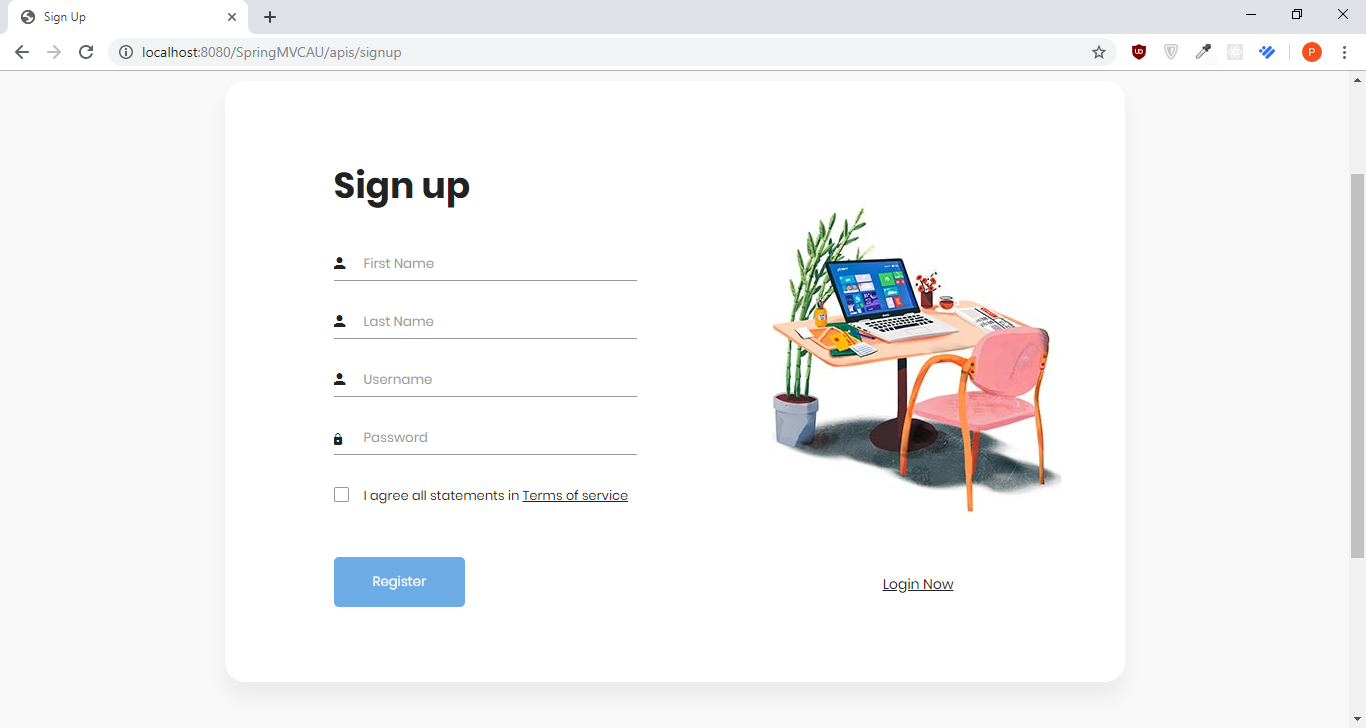 Sign Up
localhost:8080/SpringMVCAU/apis/signup
P
Sign up
First Name
Last Name
Username
Password
I agree all statements in Terms of service
Register
Login Now